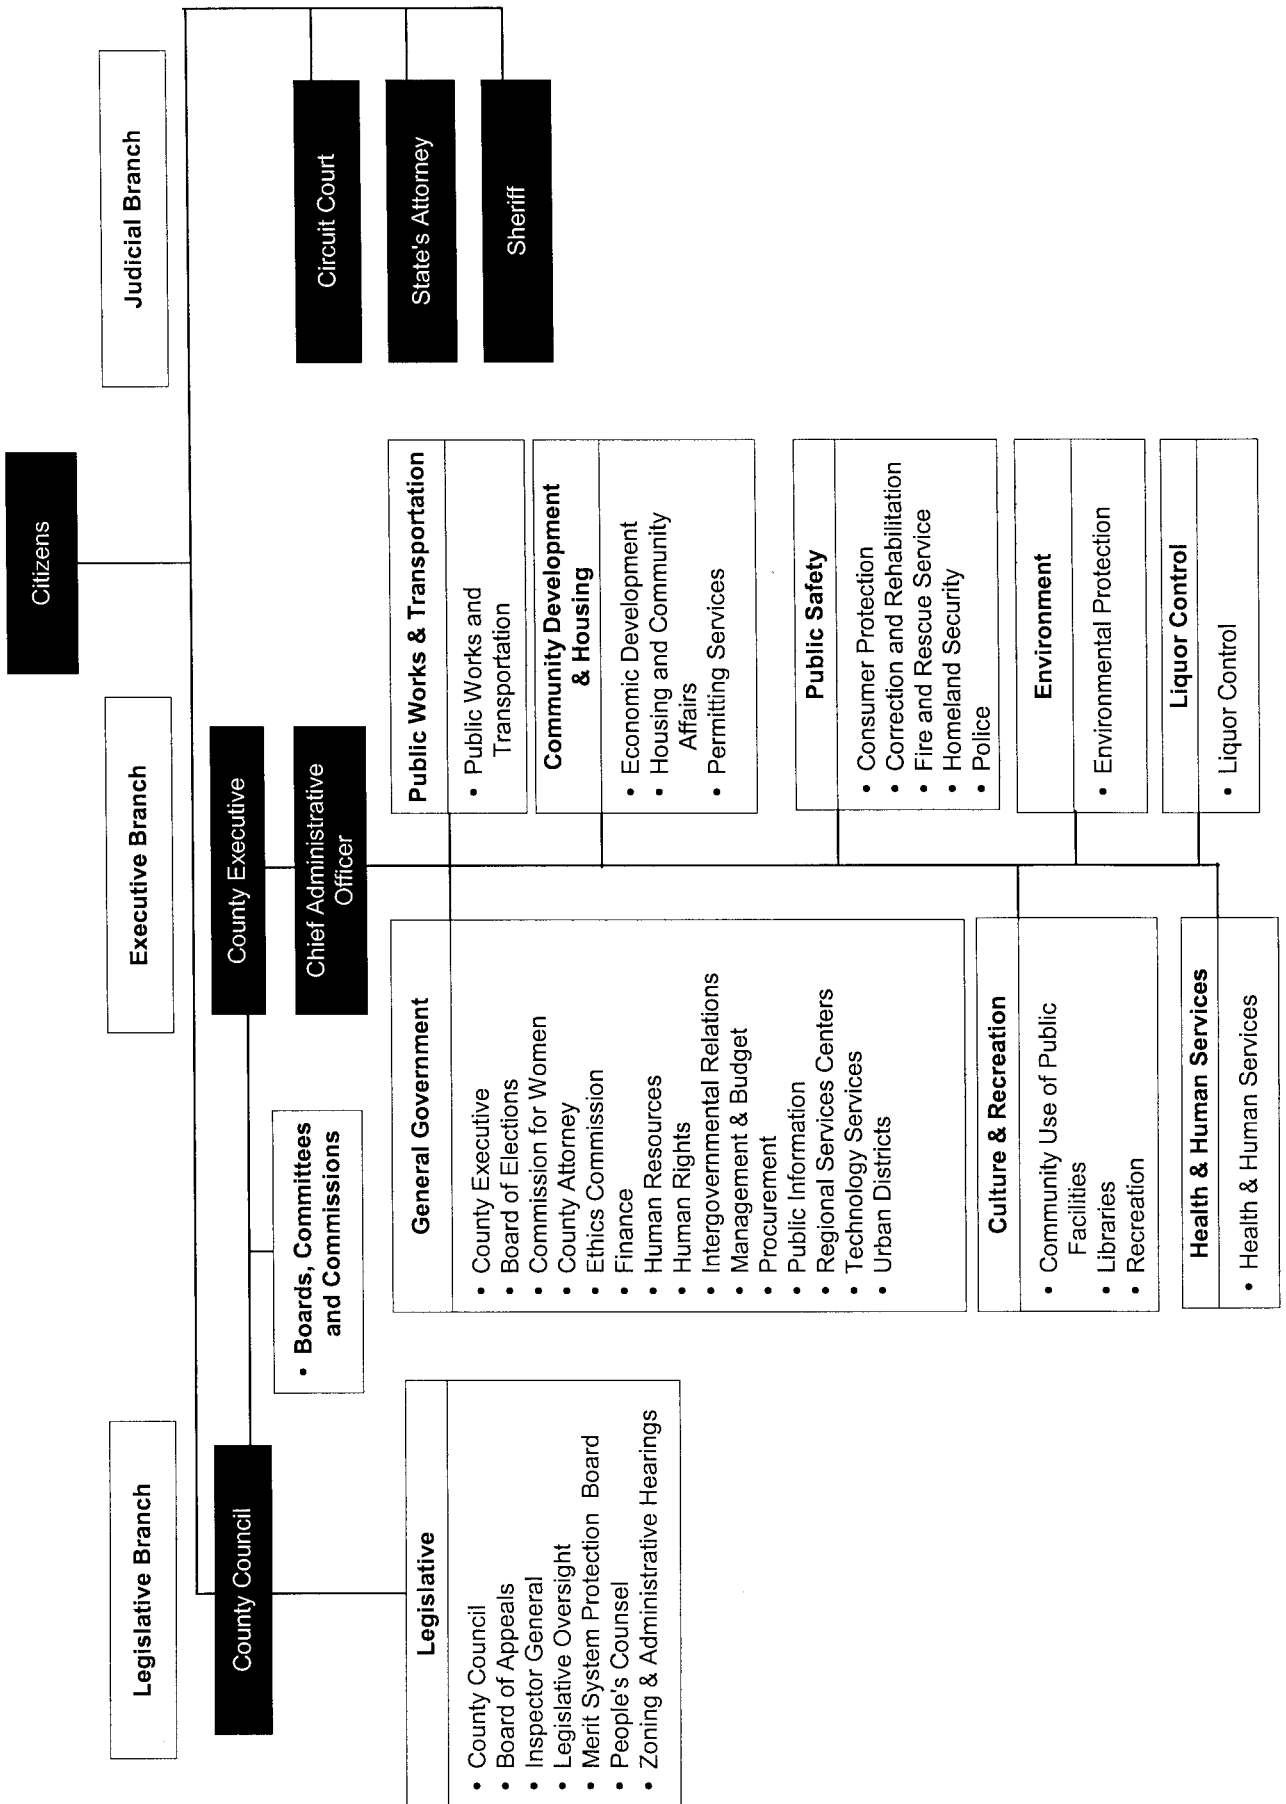 Citizens
Legislative Branch
Executive Branch
Judicial Branch
County Council
County Executive
Chief Administrative
Officer
• Boards, Committees
and Commissions
Circuit Court
State's Attorney
Sheriff
Legislative
• County Council
• Board of Appeals
• Inspector General
• Legislative Oversight
• Merit System Protection Board
• People's Counsel
• Zoning & Administrative Hearings
General Government
• County Executive
• Board of Elections
• Commission for Women
• County Attorney
• Ethics Commission
• Finance
• Human Resources
• Human Rights
• Intergovernmental Relations
• Management & Budget
• Procurement
• Public Information
• Regional Services Centers
• Technology Services
• Urban Districts
Culture & Recreation
• Community Use of Public
Facilities
• Libraries
• Recreation
Health & Human Services
• Health & Human Services
Public Works & Transportation
• Public Works and
Transportation
Community Development
& Housing
• Economic Development
• Housing and Community
Affairs
• Permitting Services
Public Safety
• Consumer Protection
• Correction and Rehabilitation
• Fire and Rescue Service
• Homeland Security
• Police
Environment
• Environmental Protection
Liquor Control
• Liquor Control